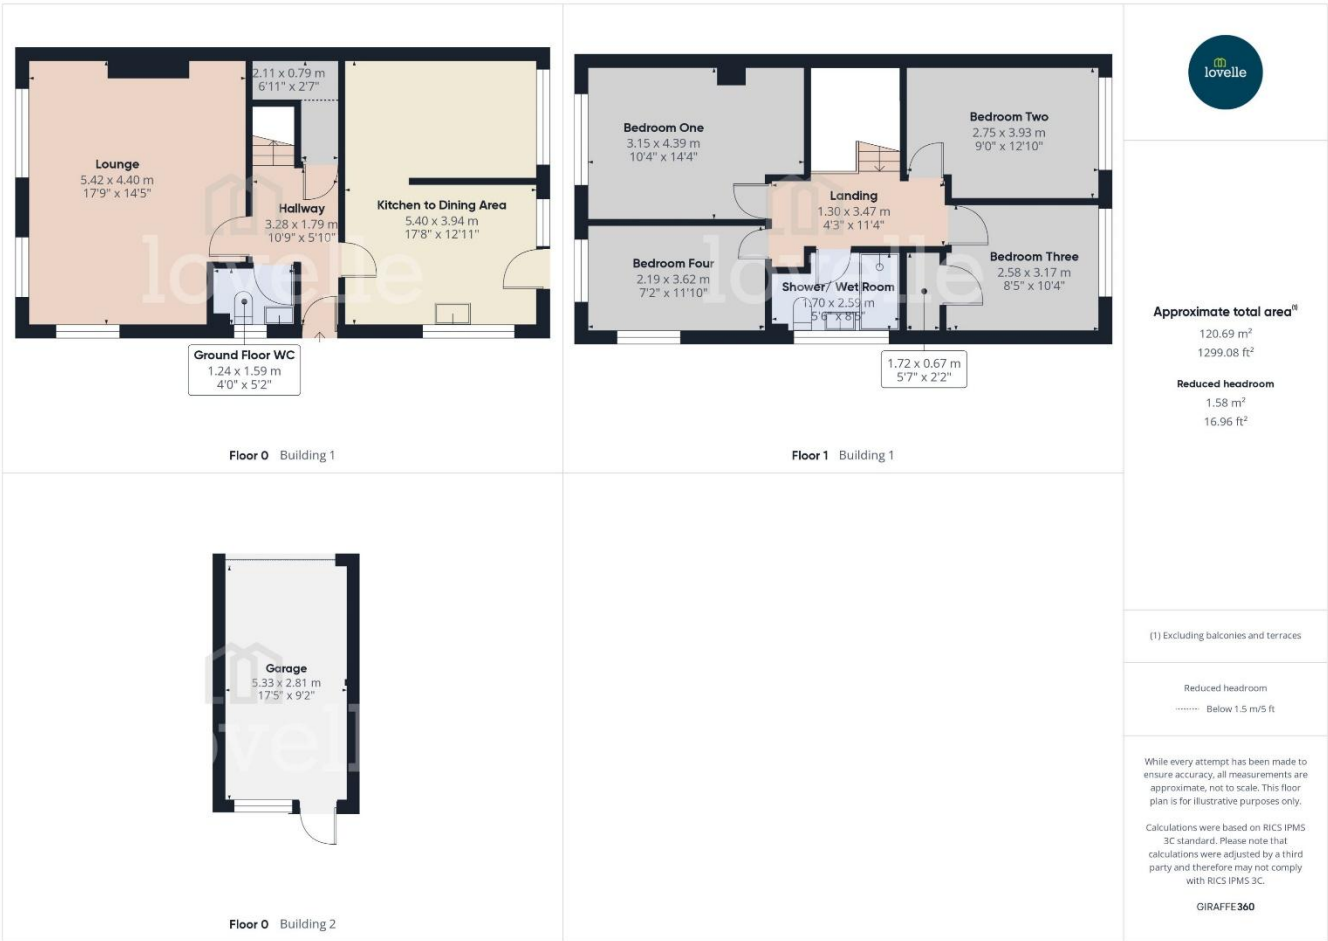 Lounge
5.42 x 4.40 m
17'9" x 14'5"
2.11 x 0.79 m
6'11" x 2'7"
Hallway
3.28 x 1.79 m
10'9" x 5'10"
Kitchen to Dining Area
5.40 x 3.94 m
17'8" x 12'11"
Ground Floor WC
1.24 x 1.59 m
4'0" x 5'2"
lovelle
Floor 0 Building 1
Bedroom One
3.15 x 4.39 m
10'4" x 14'4"
Bedroom Two
2.75 x 3.93 m
9'0" x 12'10"
Landing
1.30 x 3.47 m
4'3" x 11'4"
Bedroom Four
2.19 x 3.62 m
7'2" x 11'10"
Shower/ Wet Room
1.70 x 2.59 m
5'6" x 8'5"
Bedroom Three
2.58 x 3.17 m
8'5" x 10'4"
1.72 x 0.67 m
5'7" x 2'2"
lovelle
Floor 1 Building 1
Garage
5.33 x 2.81 m
17'5" x 9'2"
lovelle
Floor 0 Building 2
lovelle
Approximate total area(1)
120.69 m²
1299.08 ft²
Reduced headroom
1.58 m²
16.96 ft²
(1) Excluding balconies and terraces
Reduced headroom
Below 1.5 m/5 ft
While every attempt has been made to
ensure accuracy, all measurements are
approximate, not to scale. This floor
plan is for illustrative purposes only.
Calculations were based on RICS IPMS
3C standard. Please note that
calculations were adjusted by a third
party and therefore may not comply
with RICS IPMS 3C.
GIRAFFE360